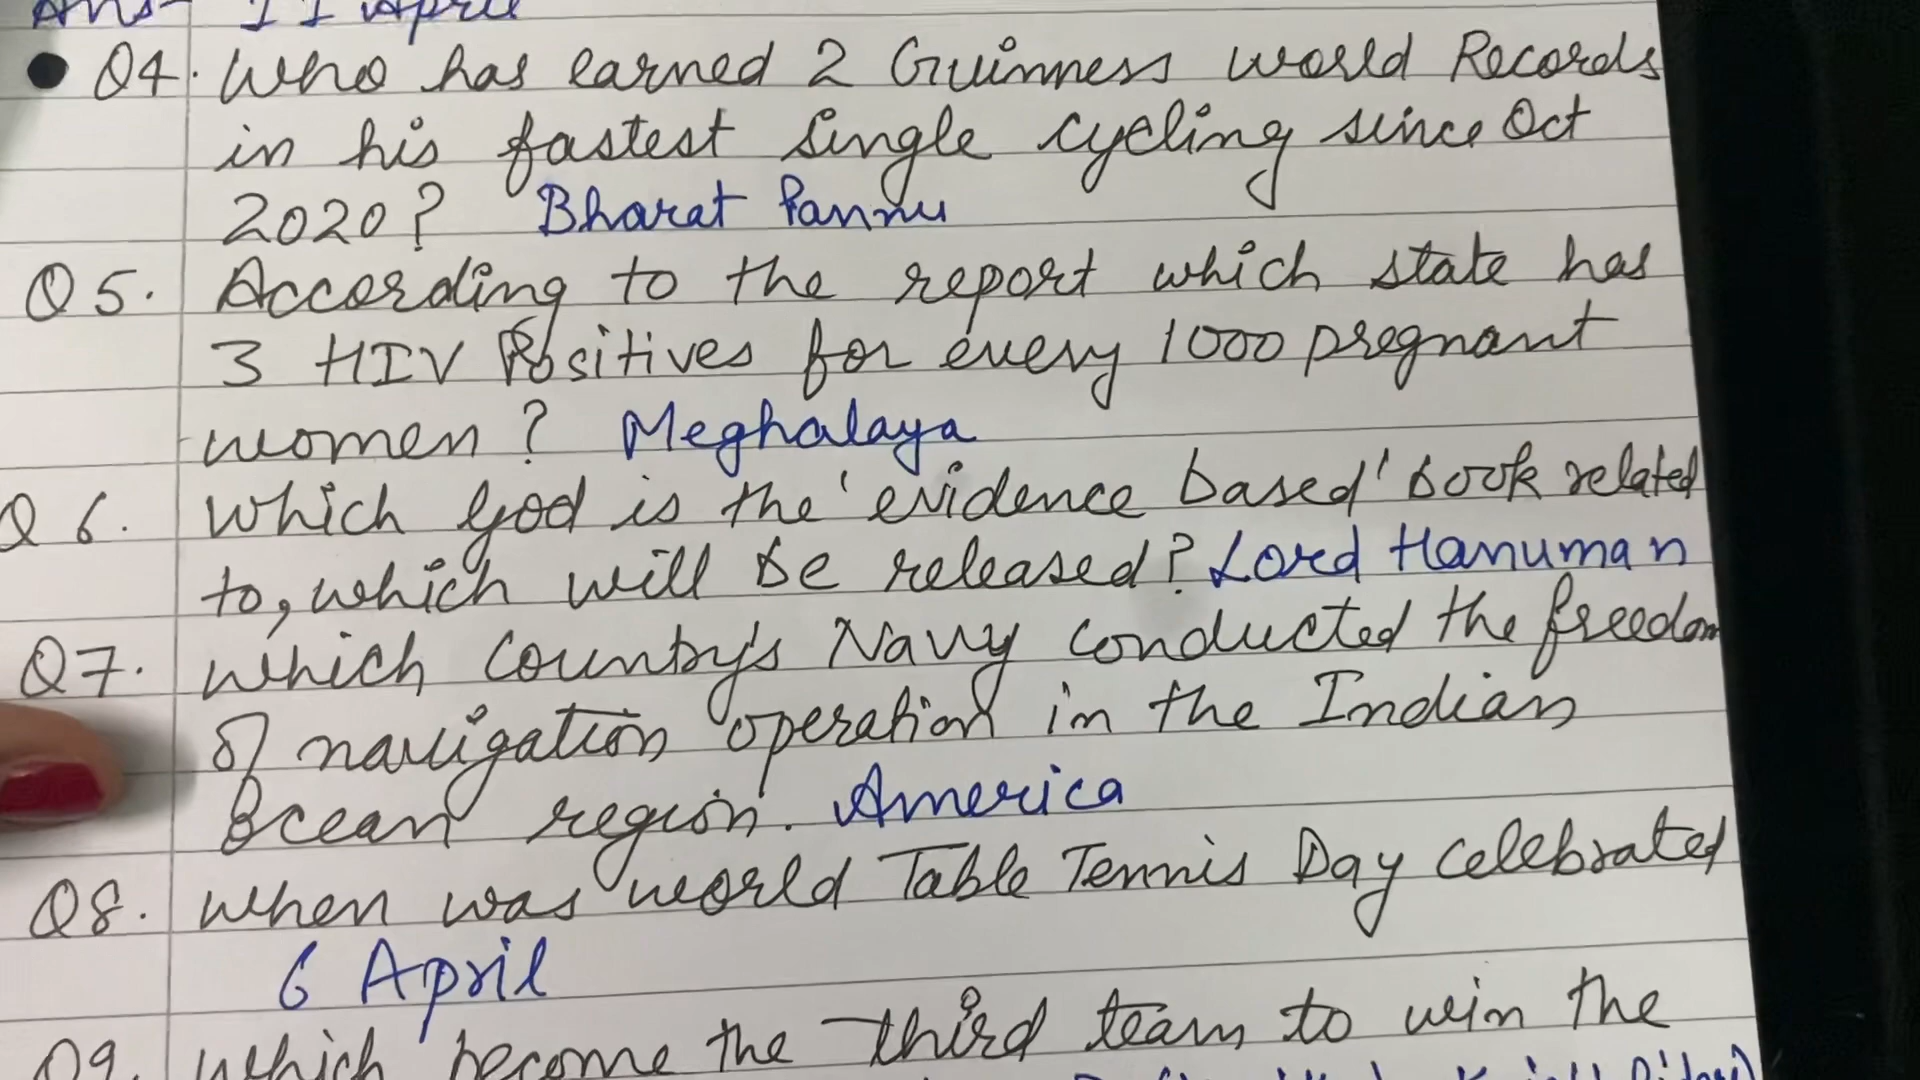 Ans- 11 April
Q4. Who has earned 2 Guinness world Records
in his fastest single cycling since Oct
2020? Bharat Pannu
Q5. According to the report which state has
3 HIV Positives for every 1000 pregnant
women? Meghalaya
Q6. which god is the 'evidence based' book related
to, which will be released? Lord Hanuman
Q7. which Country's Navy conducted the freedom
of navigation operation in the Indian
Ocean region. America
Q8. when was world Table Tennis Day celebrated
6 April
Q9. which become the third team to win the